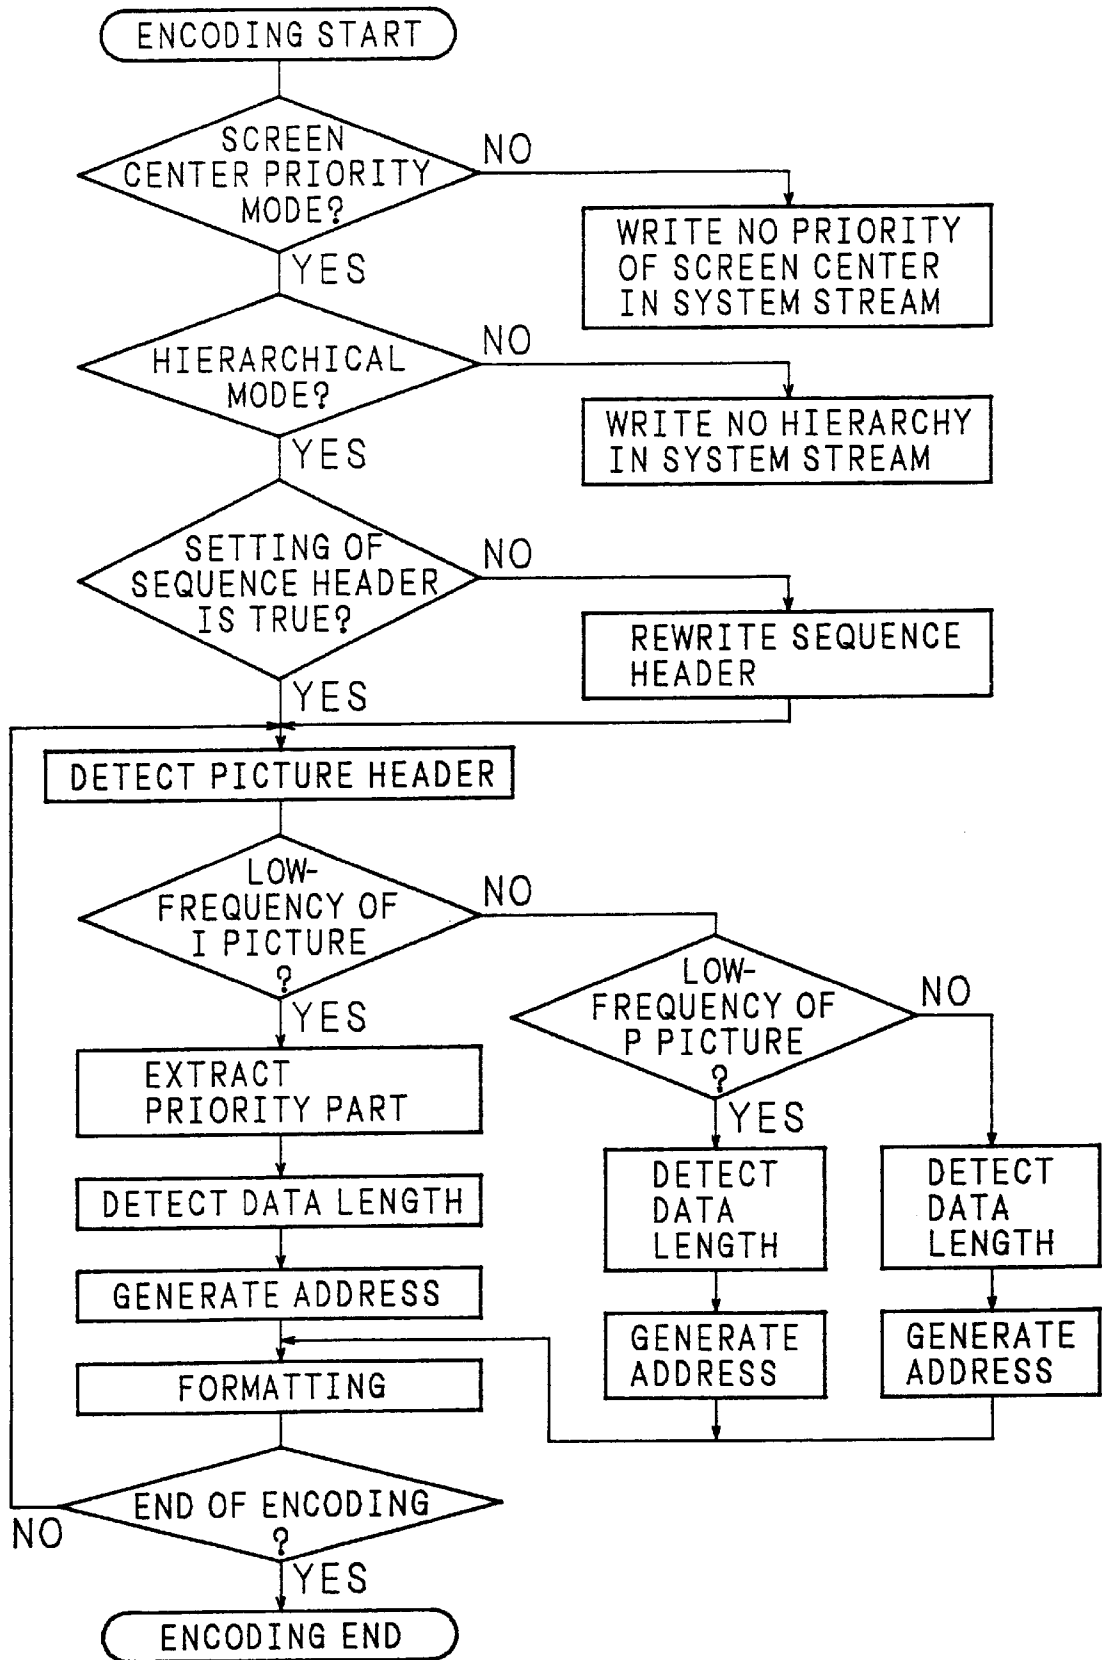 ENCODING START
SCREEN
CENTER PRIORITY
MODE?
NO
WRITE NO PRIORITY
OF SCREEN CENTER
IN SYSTEM STREAM
YES
HIERARCHICAL
MODE?
NO
WRITE NO HIERARCHY
IN SYSTEM STREAM
YES
SETTING OF
SEQUENCE HEADER
IS TRUE?
NO
REWRITE SEQUENCE
HEADER
YES
DETECT PICTURE HEADER
LOW-
FREQUENCY OF
I PICTURE
?
NO
YES
LOW-
FREQUENCY OF
P PICTURE
?
NO
YES
EXTRACT
PRIORITY PART
DETECT DATA LENGTH
GENERATE ADDRESS
DETECT
DATA
LENGTH
GENERATE
ADDRESS
DETECT
DATA
LENGTH
GENERATE
ADDRESS
FORMATTING
END OF ENCODING
?
NO
YES
ENCODING END